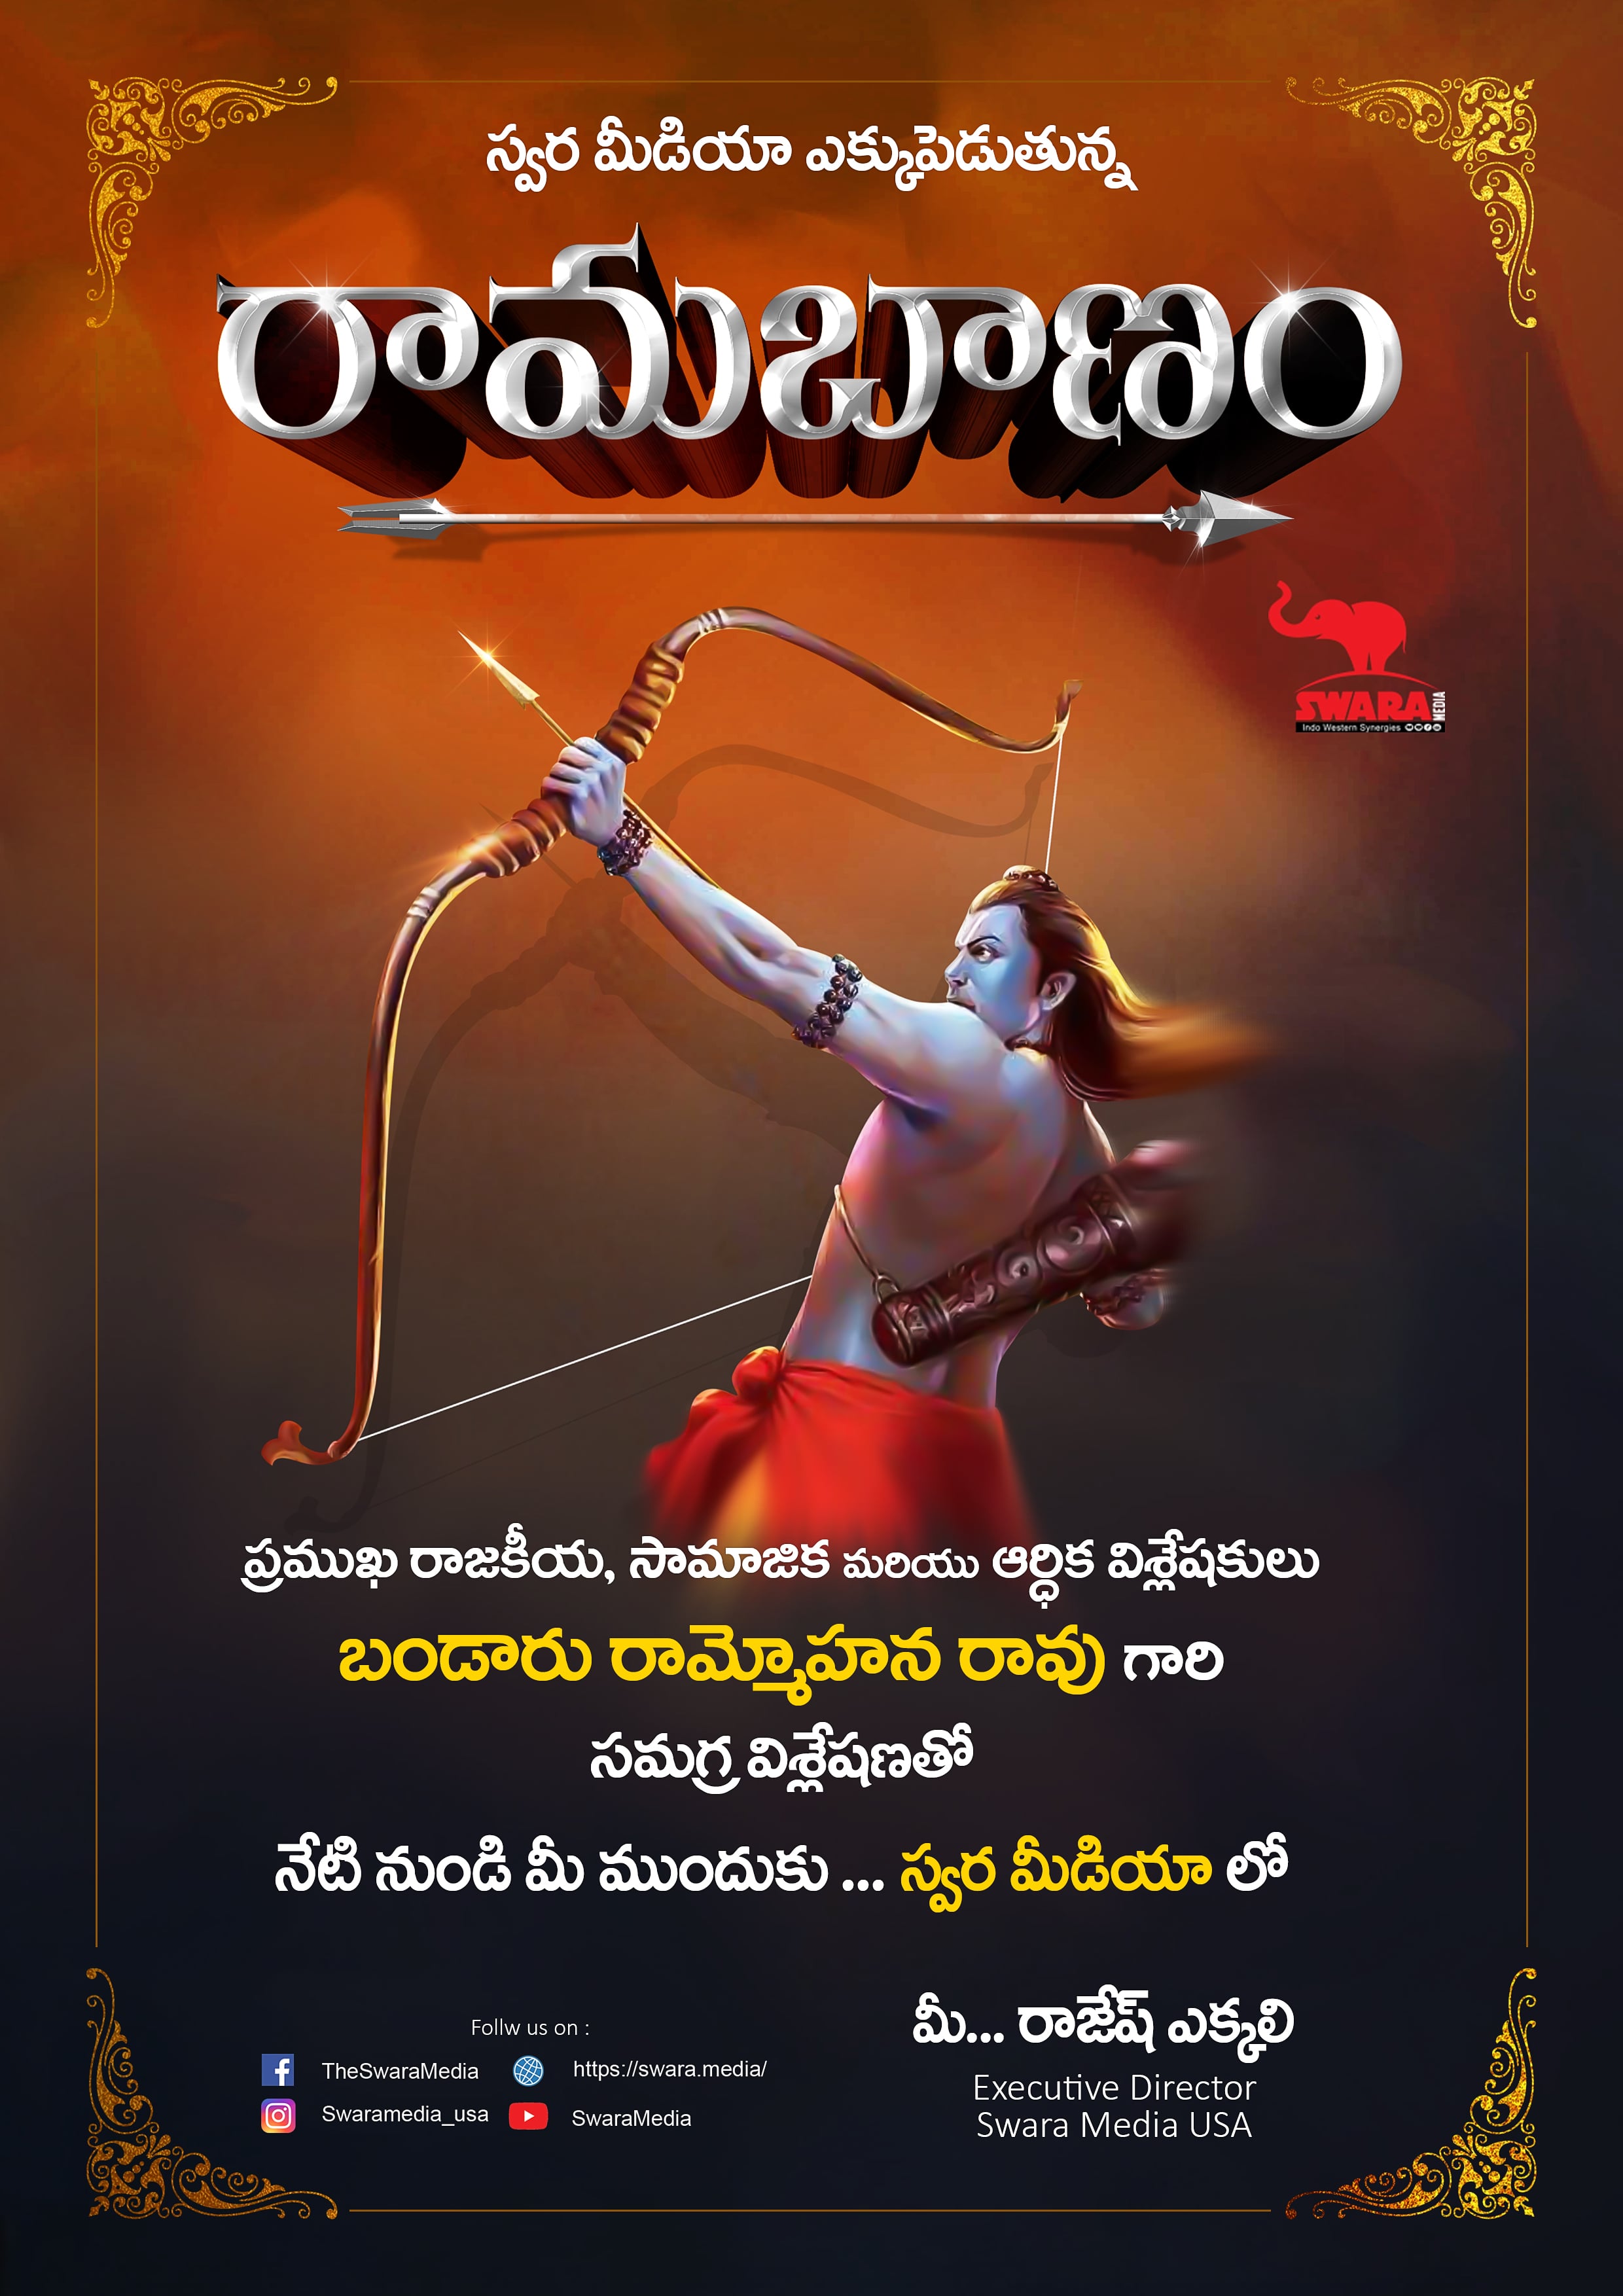 స్వర మీడియా ఎక్కుపెడుతున్న
రామబాణం
SWARA MEDIA
Indo Western Synergies
ప్రముఖ రాజకీయ, సామాజిక మరియు ఆర్ధిక విశ్లేషకులు
బండారు రామ్మోహన రావు గారి
సమగ్ర విశ్లేషణతో
నేటి నుండి మీ ముందుకు ... స్వర మీడియా లో
మీ... రాజేష్ ఎక్కలి
Executive Director
Swara Media USA
Follw us on :
TheSwaraMedia
https://swara.media/
Swaramedia_usa
SwaraMedia